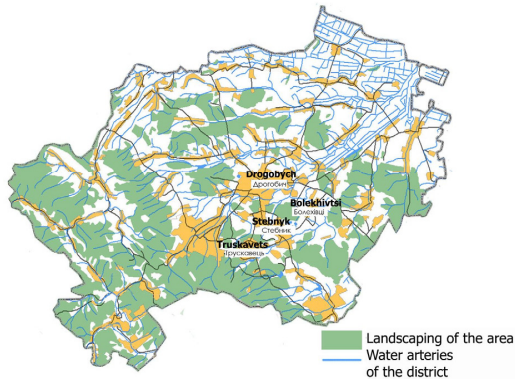 Drogobych
Дрогобич
Bolekhivtsi
Болехівці
Stebnyk
Стебник
Truskavets
Трускавець
Landscaping of the area
Water arteries
of the district